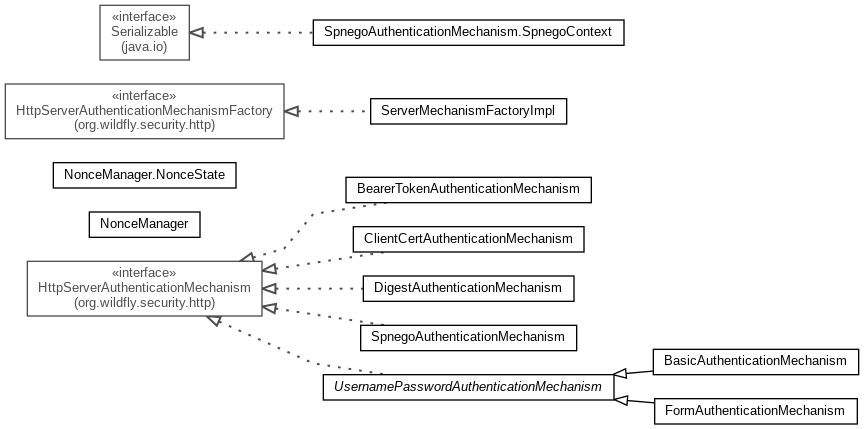 «interface»
Serializable
(java.io)
SpnegoAuthenticationMechanism.SpnegoContext
«interface»
HttpServerAuthenticationMechanismFactory
(org.wildfly.security.http)
ServerMechanismFactoryImpl
NonceManager.NonceState
NonceManager
BearerTokenAuthenticationMechanism
ClientCertAuthenticationMechanism
«interface»
HttpServerAuthenticationMechanism
(org.wildfly.security.http)
DigestAuthenticationMechanism
SpnegoAuthenticationMechanism
UsernamePasswordAuthenticationMechanism
BasicAuthenticationMechanism
FormAuthenticationMechanism